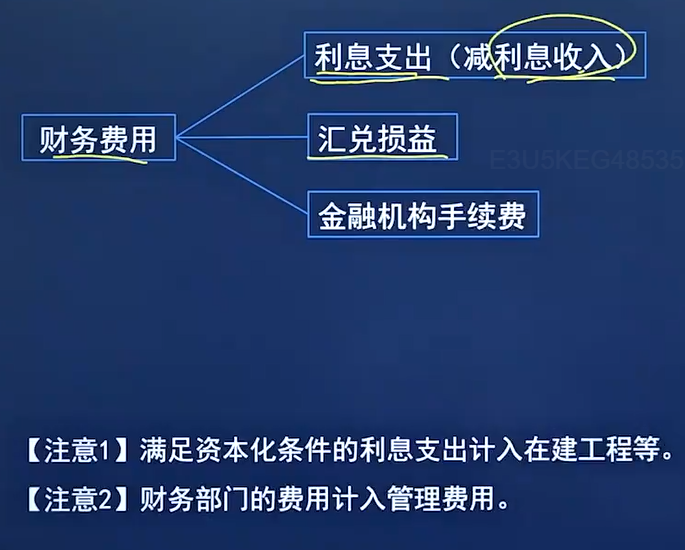 利息支出（减利息收入）
财务费用
汇兑损益
E3U5KEG48535
金融机构手续费
【注意1】满足资本化条件的利息支出计入在建工程等。
【注意2】财务部门的费用计入管理费用。